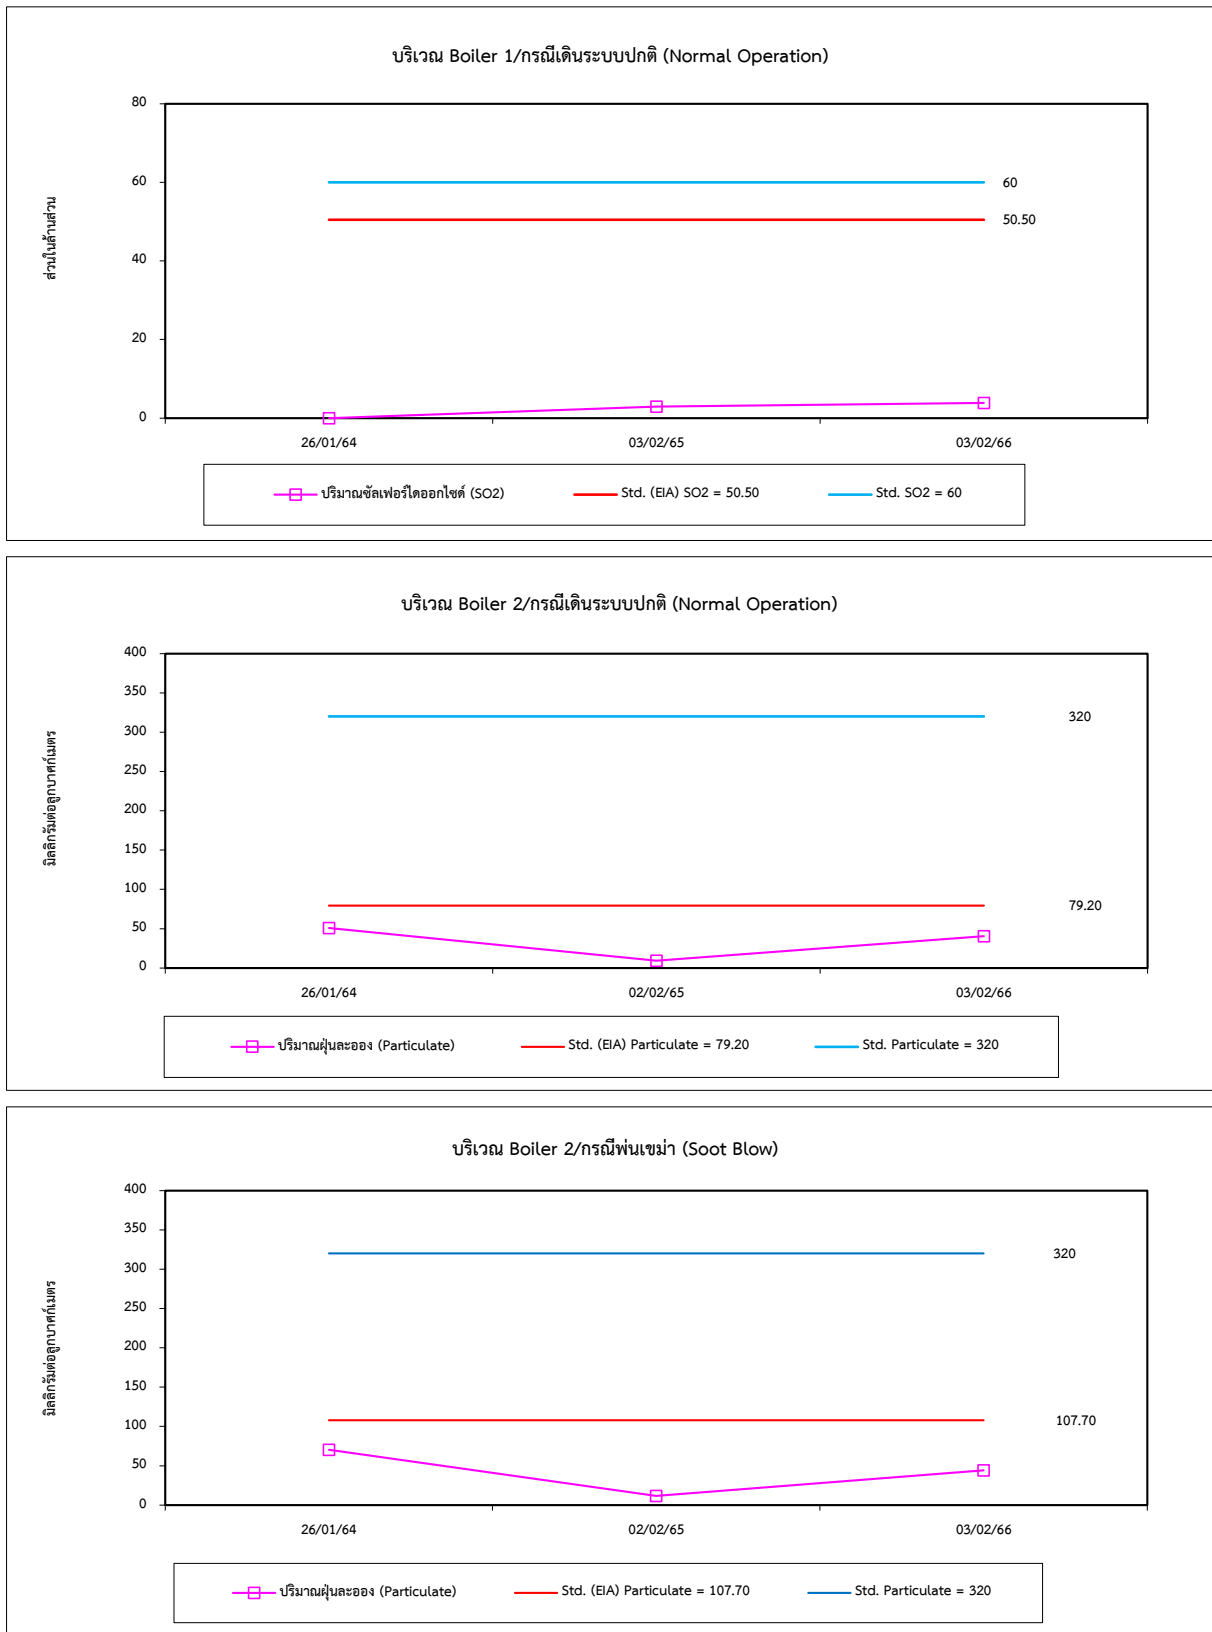 บริเวณ Boiler 1/กรณีเดินระบบปกติ (Normal Operation)
80
60
40
20
0
ส่วนในล้านส่วน
60
50.50
26/01/64 03/02/65 03/02/66
ปริมาณซัลเฟอร์ไดออกไซด์ (SO2) Std. (EIA) SO2 = 50.50 Std. SO2 = 60
บริเวณ Boiler 2/กรณีเดินระบบปกติ (Normal Operation)
400
350
300
250
200
150
100
50
0
มิลลิกรัมต่อลูกบาศก์เมตร
320
79.20
26/01/64 02/02/65 03/02/66
ปริมาณฝุ่นละออง (Particulate) Std. (EIA) Particulate = 79.20 Std. Particulate = 320
บริเวณ Boiler 2/กรณีพ่นเขม่า (Soot Blow)
400
350
300
250
200
150
100
50
0
มิลลิกรัมต่อลูกบาศก์เมตร
320
107.70
26/01/64 02/02/65 03/02/66
ปริมาณฝุ่นละออง (Particulate) Std. (EIA) Particulate = 107.70 Std. Particulate = 320